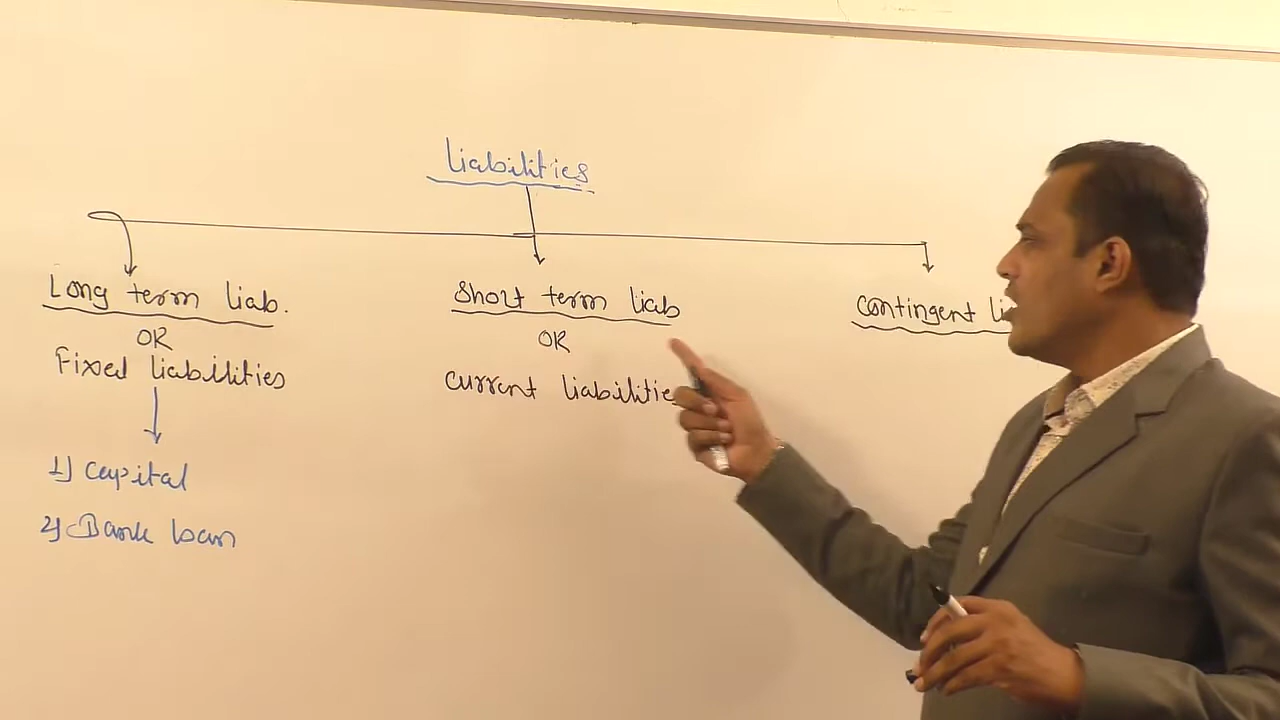 Liabilities
Long term liab.
OR
Fixed liabilities
1) Capital
2) Bank loan
Short term liab
OR
Current liabilities
Contingent li